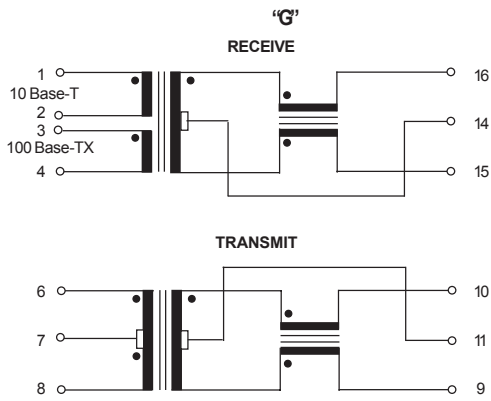 “G”
RECEIVE
1
16
10 Base-T
2
14
3
100 Base-TX
4
15
TRANSMIT
6
10
7
11
8
9